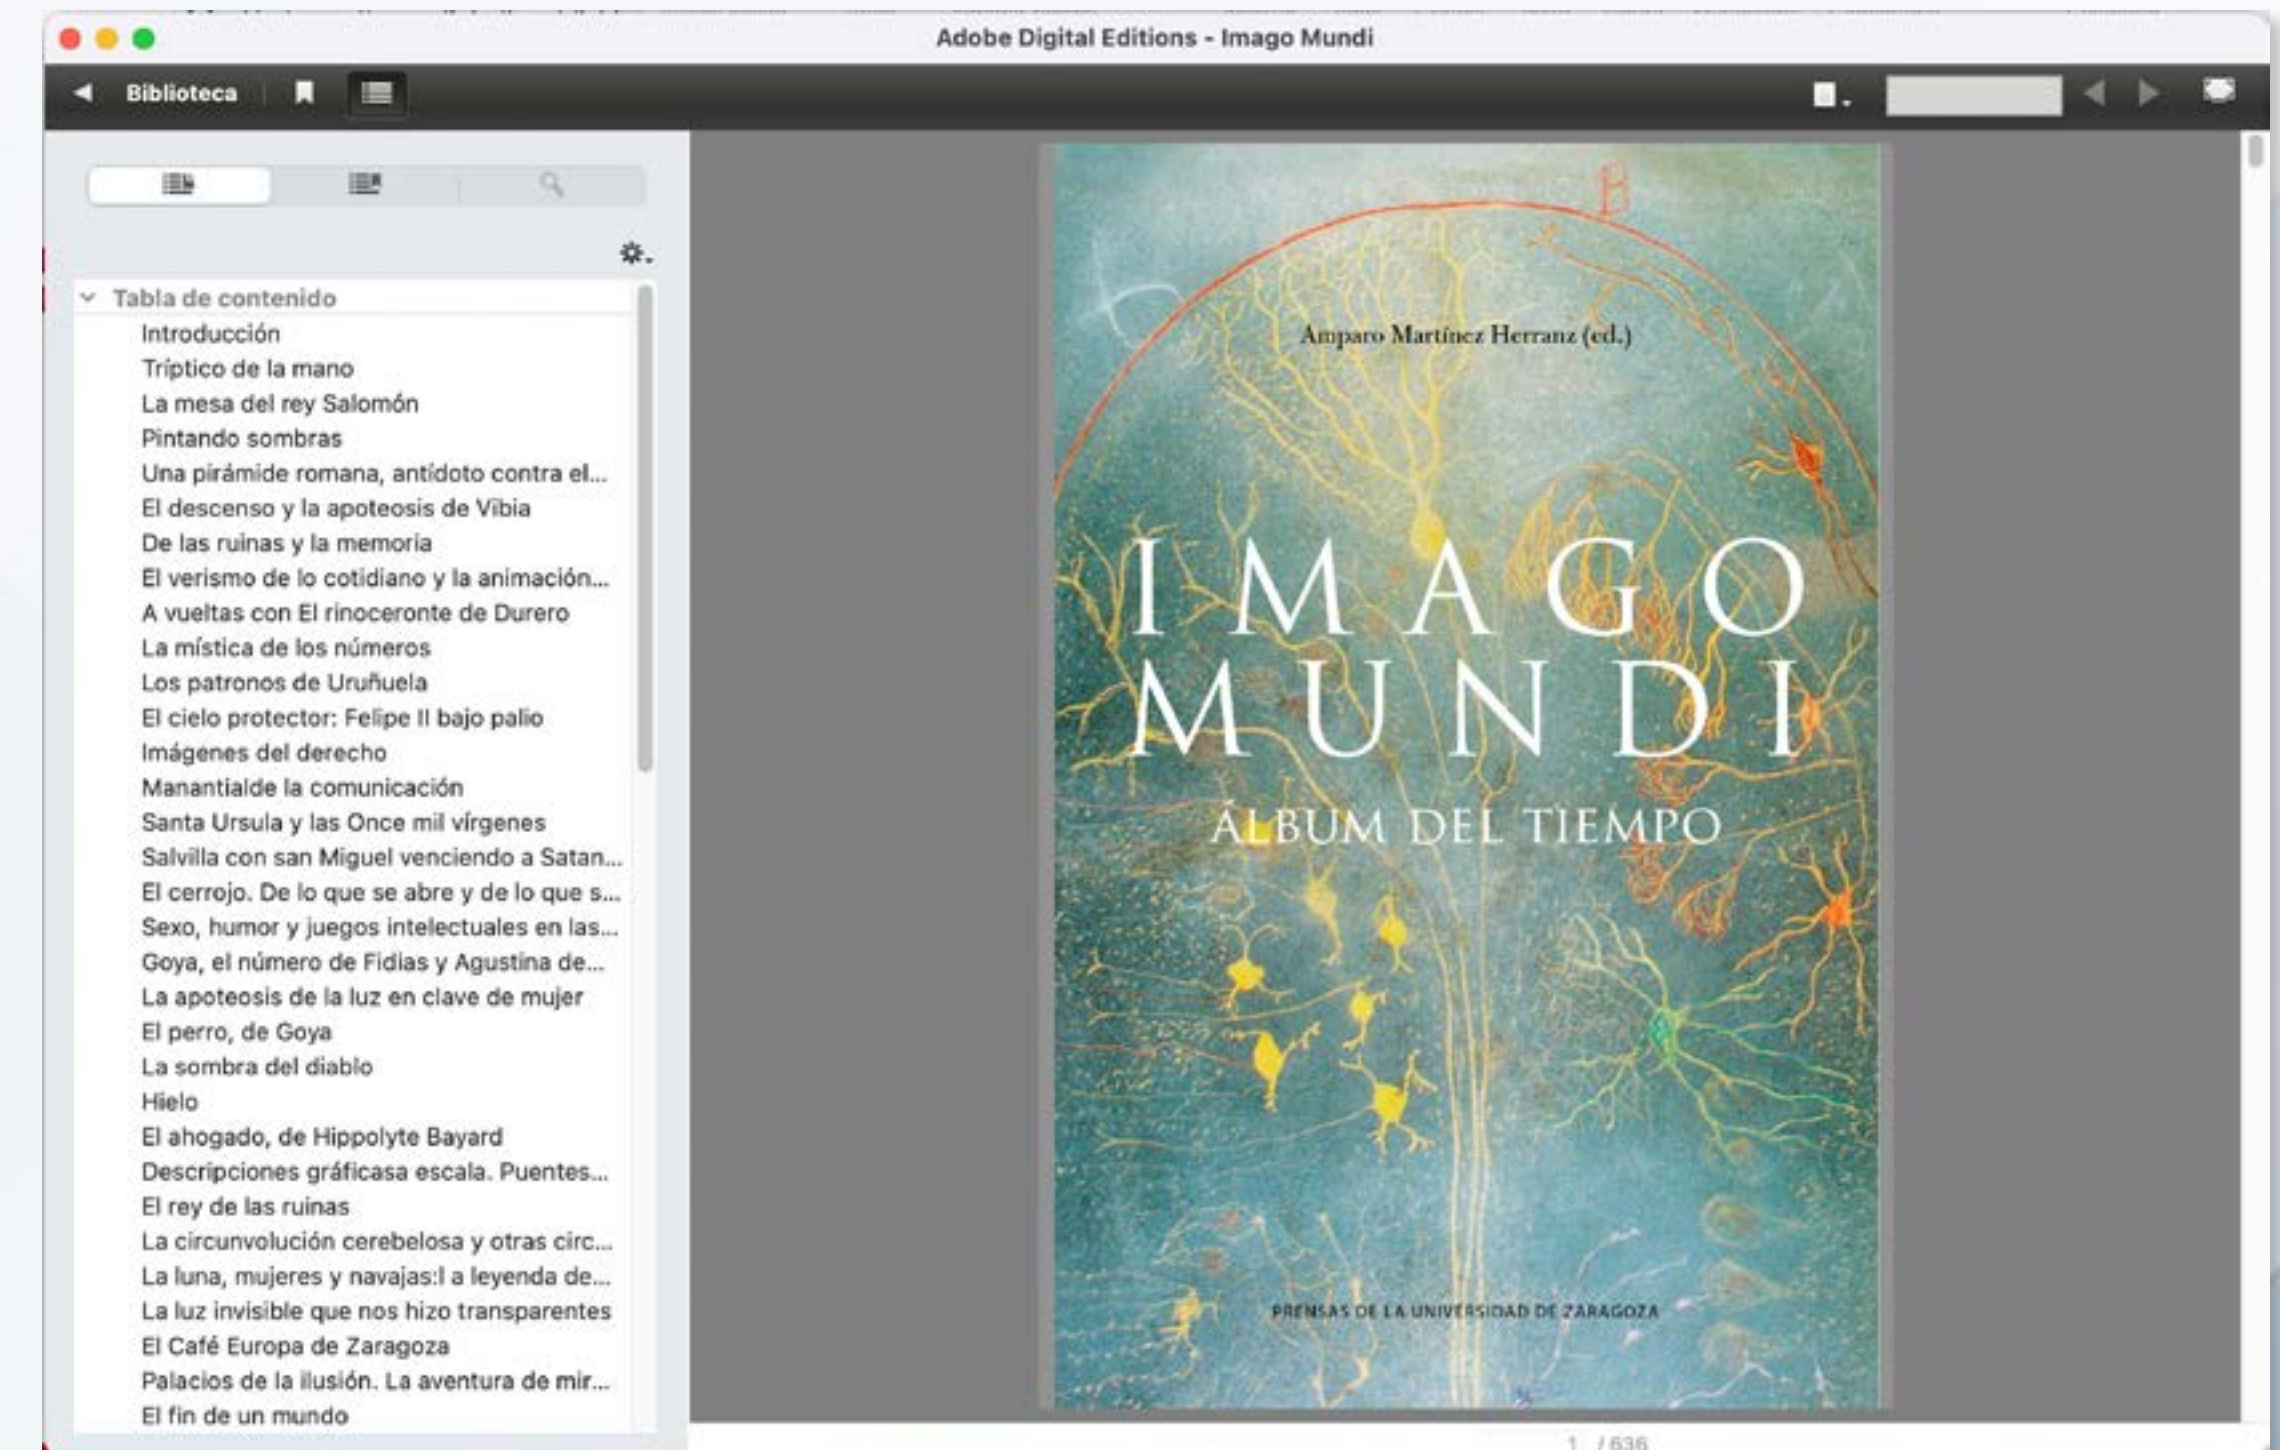 Adobe Digital Editions - Imago Mundi
Biblioteca
Tabla de contenido
Introducción
Tríptico de la mano
La mesa del rey Salomón
Pintando sombras
Una pirámide romana, antídoto contra el...
El descenso y la apoteosis de Vibia
De las ruinas y la memoria
El verismo de lo cotidiano y la animación...
A vueltas con El rinoceronte de Durero
La mística de los números
Los patronos de Uruñuela
El cielo protector: Felipe II bajo palio
Imágenes del derecho
Manantialde la comunicación
Santa Ursula y las Once mil vírgenes
Salvilla con san Miguel venciendo a Satan...
El cerrojo. De lo que se abre y de lo que s...
Sexo, humor y juegos intelectuales en las...
Goya, el número de Fidias y Agustina de...
La apoteosis de la luz en clave de mujer
El perro, de Goya
La sombra del diablo
Hielo
El ahogado, de Hippolyte Bayard
Descripciones gráficasa escala. Puentes...
El rey de las ruinas
La circunvolución cerebelosa y otras circ...
La luna, mujeres y navajas:l a leyenda de...
La luz invisible que nos hizo transparentes
El Café Europa de Zaragoza
Palacios de la ilusión. La aventura de mir...
El fin de un mundo
B
Amparo Martínez Herranz (ed.)
IMAGO
MUNDI
ÁLBUM DEL TIEMPO
PRENSAS DE LA UNIVERSIDAD DE ZARAGOZA
1 / 636